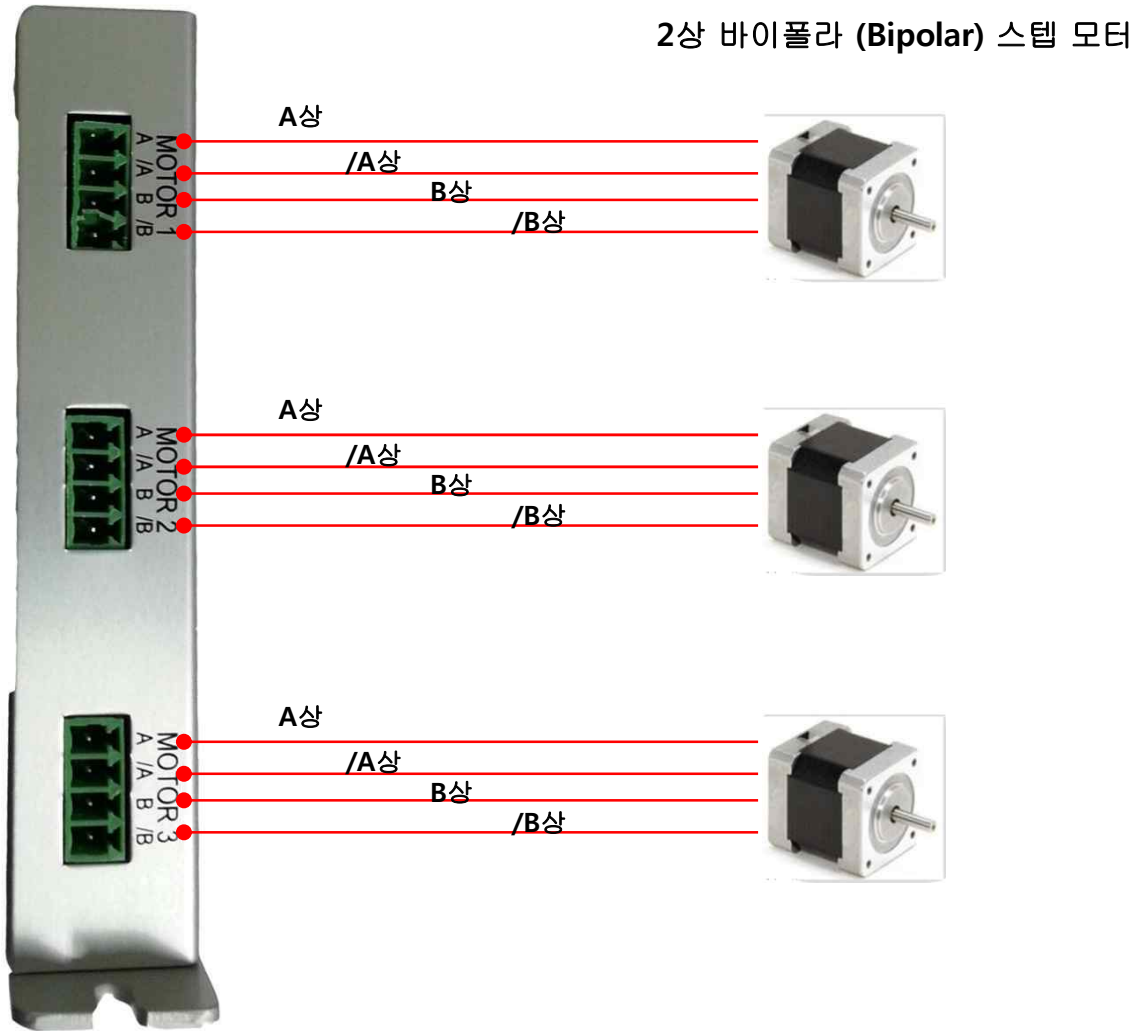 2상 바이폴라 (Bipolar) 스텝 모터
A상
/A상
B상
/B상
MOTOR 1
A /A B /B
A상
/A상
B상
/B상
MOTOR 2
A /A B /B
A상
/A상
B상
/B상
MOTOR 3
A /A B /B